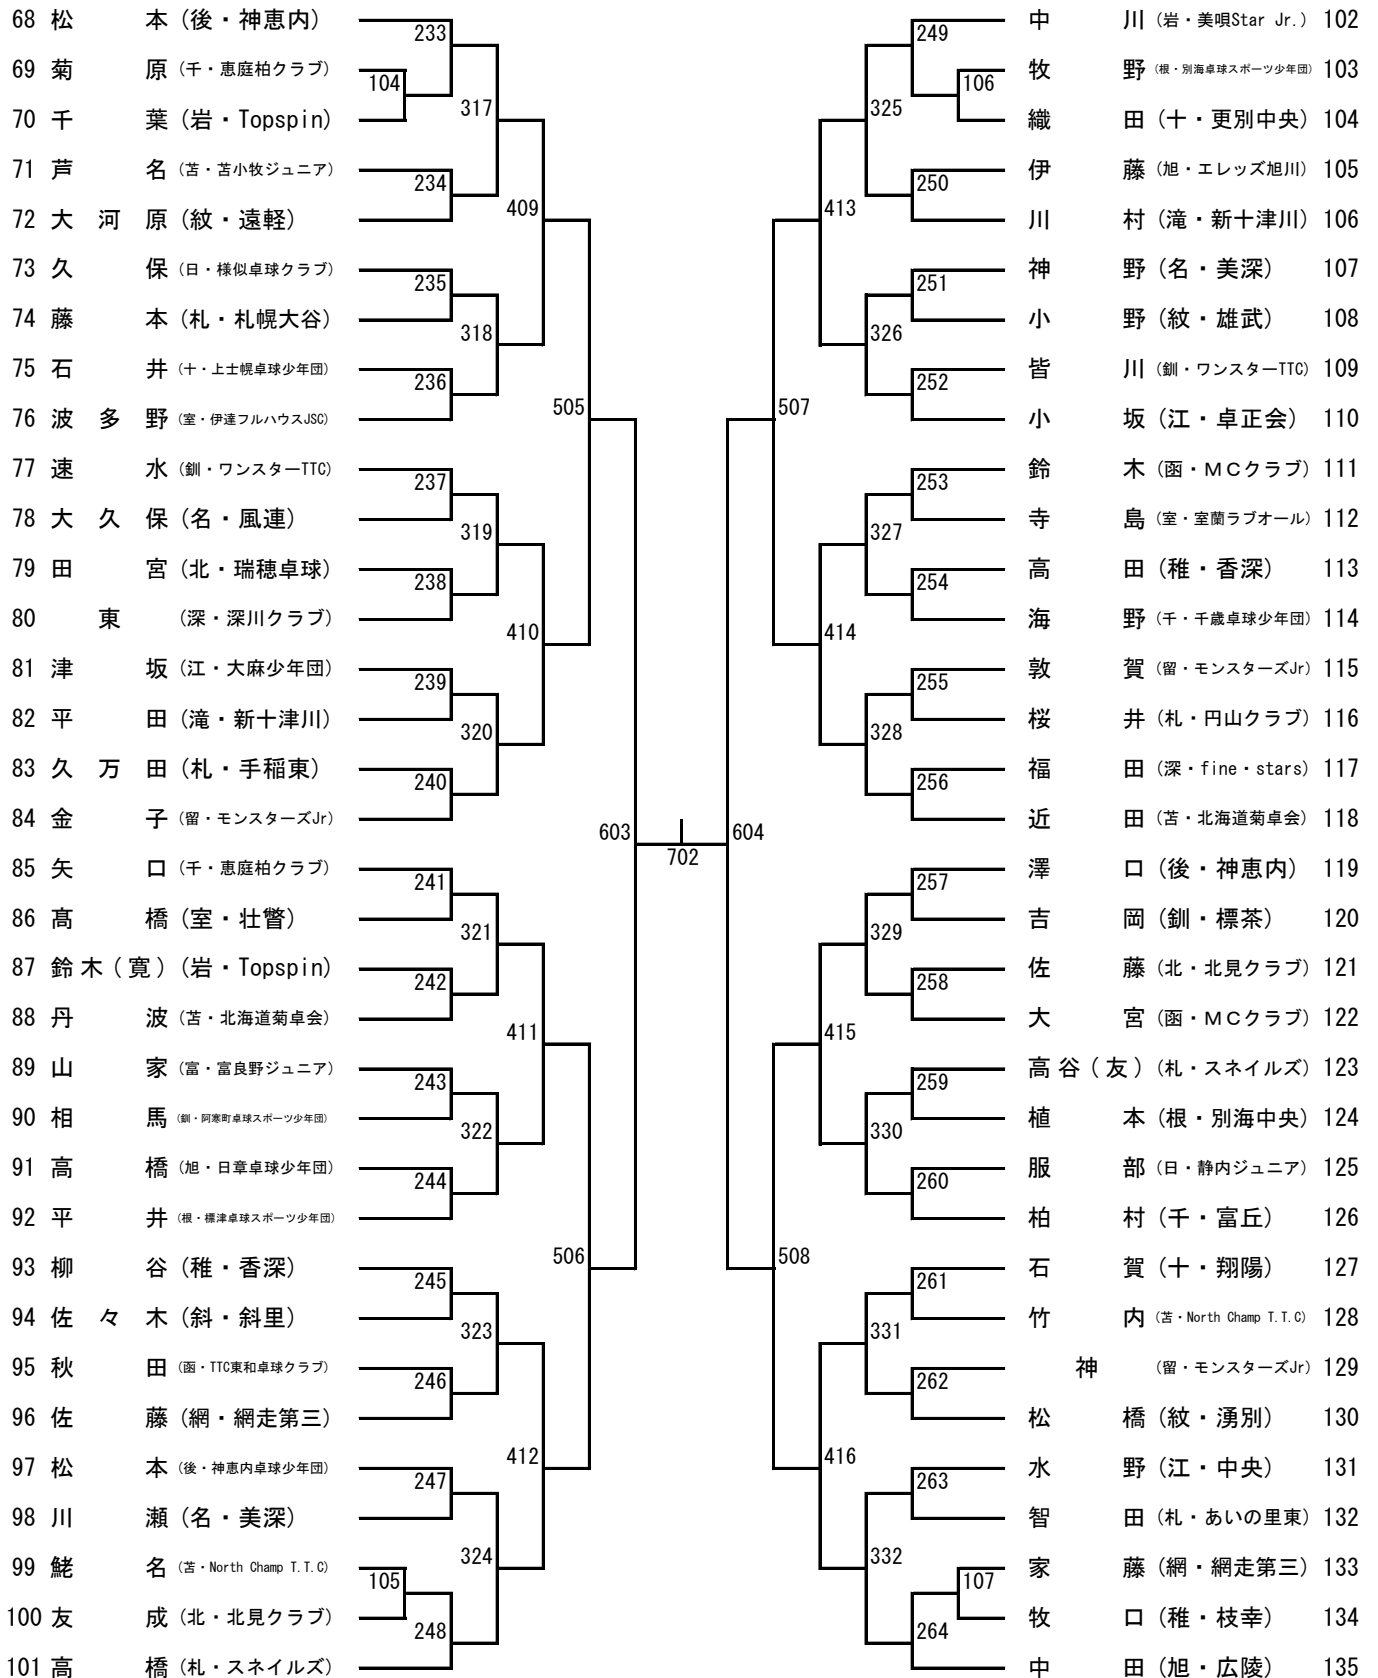 68 松本 (後・神恵内)
69 菊原 (千・恵庭柏クラブ)
70 千葉 (岩・Topspin)
71 芦名 (苫・苫小牧ジュニア)
72 大河原 (紋・遠軽)
73 久保 (日・様似卓球クラブ)
74 藤本 (札・札幌大谷)
75 石井 (十・上士幌卓球少年団)
76 波多野 (室・伊達フルハウスJSC)
77 速水 (釧・ワンスターTTC)
78 大久保 (名・風連)
79 田宮 (北・瑞穂卓球)
80 東 (深・深川クラブ)
81 津坂 (江・大麻少年団)
82 平田 (滝・新十津川)
83 久万田 (札・手稲東)
84 金子 (留・モンスターズJr)
85 矢口 (千・恵庭柏クラブ)
86 髙橋 (室・壮瞥)
87 鈴木(寛) (岩・Topspin)
88 丹波 (苫・北海道菊卓会)
89 山家 (富・富良野ジュニア)
90 相馬 (釧・阿寒町卓球スポーツ少年団)
91 高橋 (旭・日章卓球少年団)
92 平井 (根・標津卓球スポーツ少年団)
93 柳谷 (稚・香深)
94 佐々木 (斜・斜里)
95 秋田 (函・TTC東和卓球クラブ)
96 佐藤 (網・網走第三)
97 松本 (後・神恵内卓球少年団)
98 川瀬 (名・美深)
99 鮱名 (苫・North Champ T.T.C)
100 友成 (北・北見クラブ)
101 高橋 (札・スネイルズ)
104
105
233
234
235
236
237
238
239
240
241
242
243
244
245
246
247
248
317
318
319
320
321
322
323
324
409
410
411
412
505
506
603
702
604
507
508
413
414
415
416
325
326
327
328
329
330
331
332
249
250
251
252
253
254
255
256
257
258
259
260
261
262
263
264
106
107
中川 (岩・美唄Star Jr.) 102
牧野 (根・別海卓球スポーツ少年団) 103
織田 (十・更別中央) 104
伊藤 (旭・エレッズ旭川) 105
川村 (滝・新十津川) 106
神野 (名・美深) 107
小野 (紋・雄武) 108
皆川 (釧・ワンスターTTC) 109
小坂 (江・卓正会) 110
鈴木 (函・MCクラブ) 111
寺島 (室・室蘭ラブオール) 112
高田 (稚・香深) 113
海野 (千・千歳卓球少年団) 114
敦賀 (留・モンスターズJr) 115
桜井 (札・円山クラブ) 116
福田 (深・fine・stars) 117
近田 (苫・北海道菊卓会) 118
澤口 (後・神恵内) 119
吉岡 (釧・標茶) 120
佐藤 (北・北見クラブ) 121
大宮 (函・MCクラブ) 122
高谷(友) (札・スネイルズ) 123
植本 (根・別海中央) 124
服部 (日・静内ジュニア) 125
柏村 (千・富丘) 126
石賀 (十・翔陽) 127
竹内 (苫・North Champ T.T.C) 128
神 (留・モンスターズJr) 129
松橋 (紋・湧別) 130
水野 (江・中央) 131
智田 (札・あいの里東) 132
家藤 (網・網走第三) 133
牧口 (稚・枝幸) 134
中田 (旭・広陵) 135